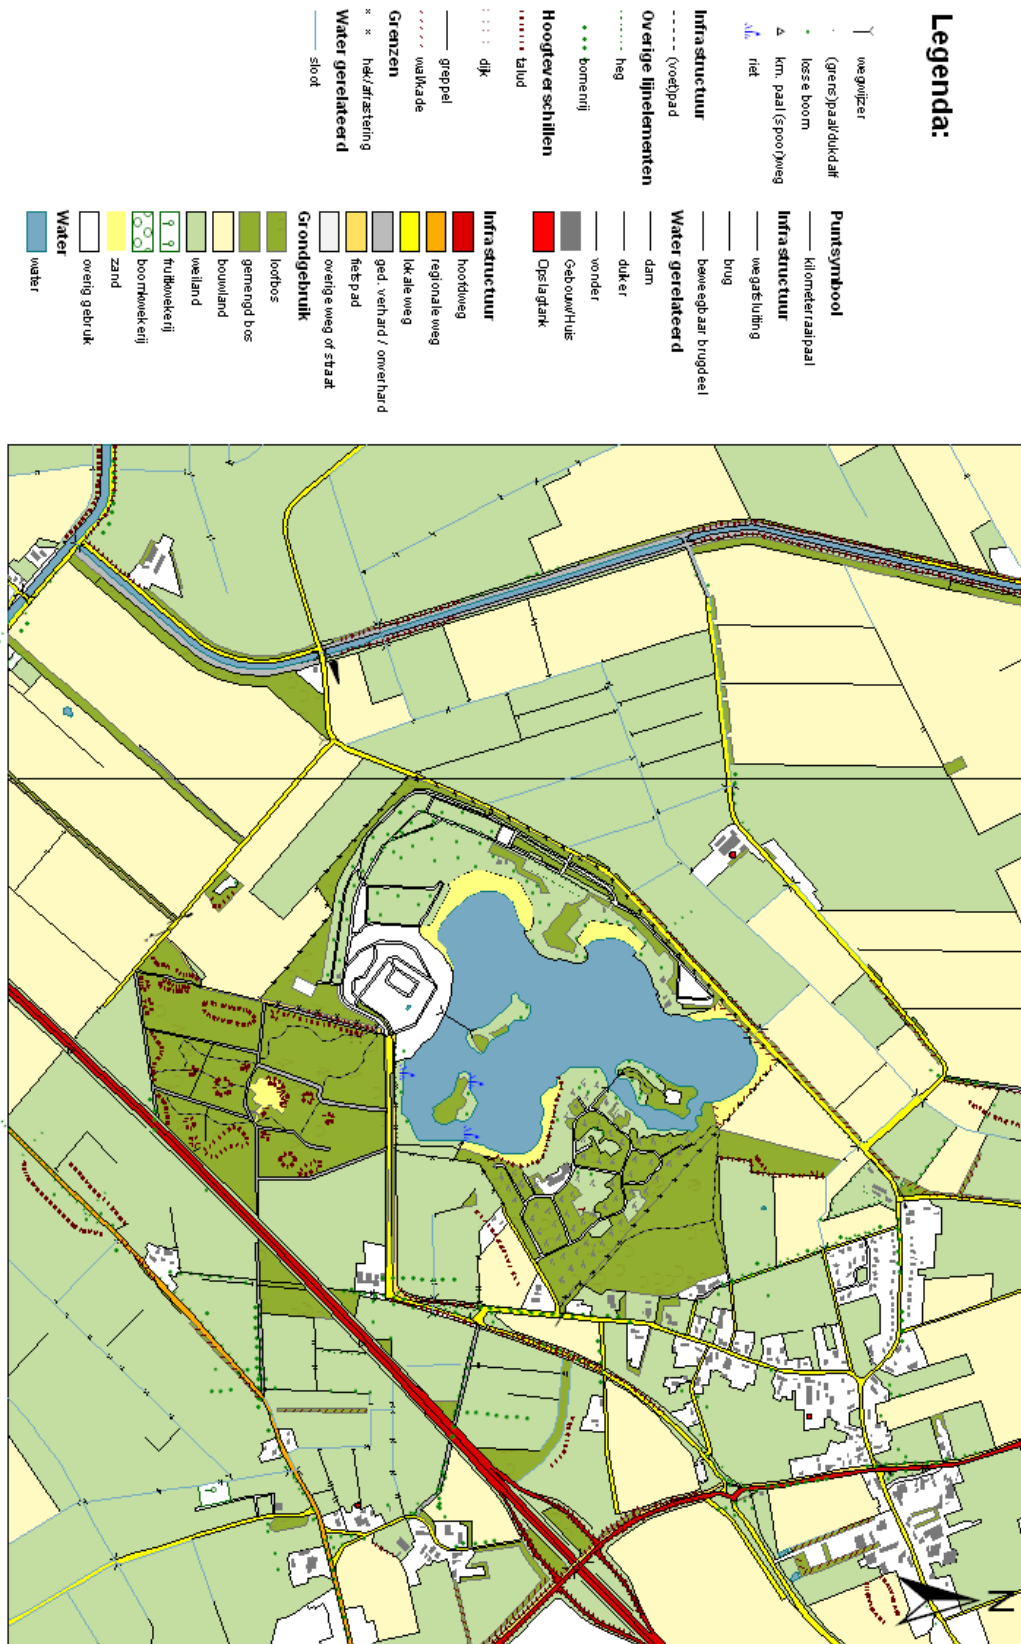 Legenda:
wegwijzer
(grens)paal/dukdalf
losse boom
km. paal (spoor)weg
riet
Infrastructuur
(voet)pad
Overige lijnelementen
heg
bomenrij
Hoogteverschillen
talud
dijk
greppel
wal/kade
Grenzen
hek/afrastering
Water gerelateerd
sloot
Puntsymbool
kilometerraaipaal
Infrastructuur
wegafsluiting
brug
beweegbaar brugdeel
Water gerelateerd
dam
duiker
vonder
Gebouw/Huis
Opslagtank
Infrastructuur
hoofdweg
regionale weg
lokale weg
ged. verhard / onverhard
fietspad
overige weg of straat
Grondgebruik
loofbos
gemengd bos
bouwland
weiland
fruitkwekerij
boomkwekerij
zand
overig gebruik
Water
water
N